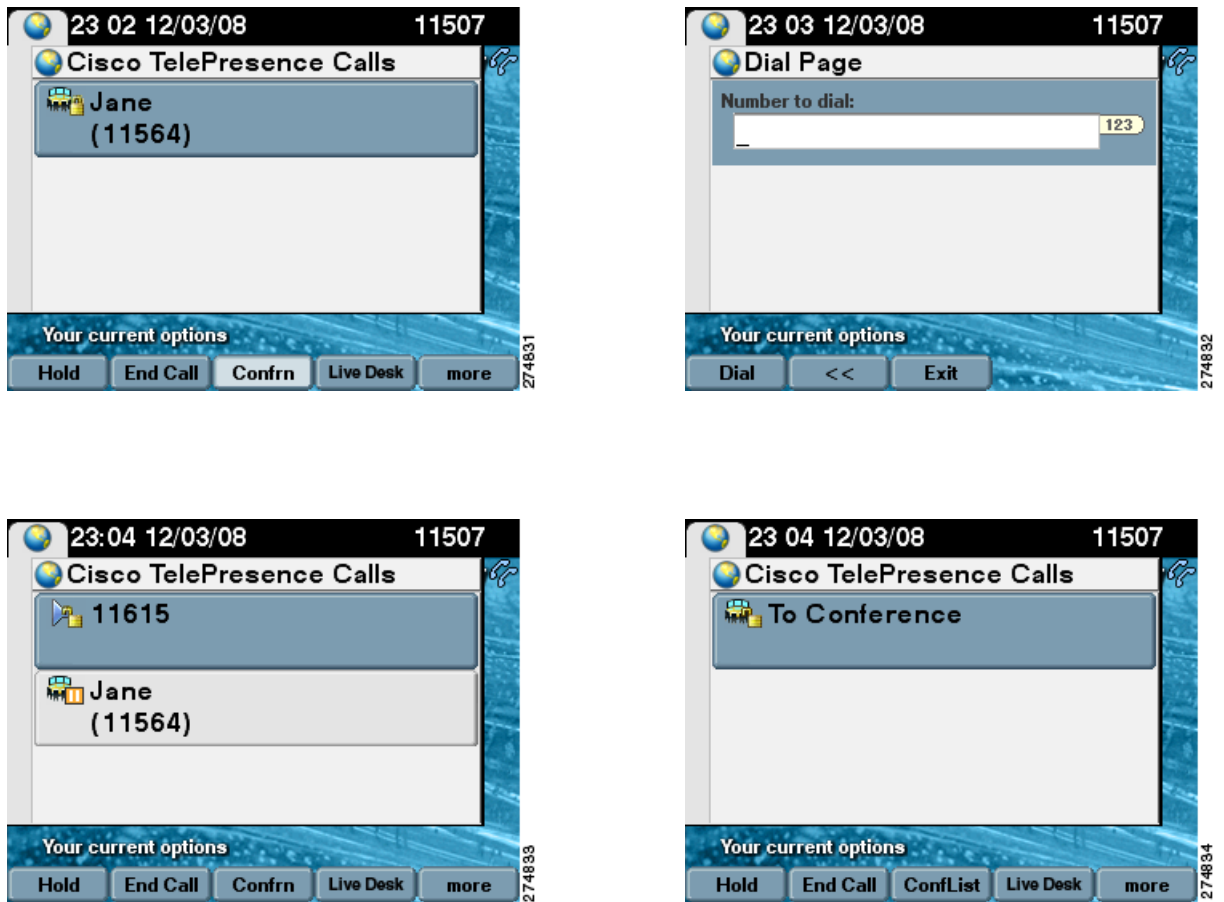 23 02 12/03/08 11507
Cisco TelePresence Calls
Jane
(11564)
Your current options
Hold End Call Confrn Live Desk more
274831
23 03 12/03/08 11507
Dial Page
Number to dial:
123
_
Your current options
Dial << Exit
274832
23:04 12/03/08 11507
Cisco TelePresence Calls
11615
Jane
(11564)
Your current options
Hold End Call Confrn Live Desk more
274833
23 04 12/03/08 11507
Cisco TelePresence Calls
To Conference
Your current options
Hold End Call ConfList Live Desk more
274834